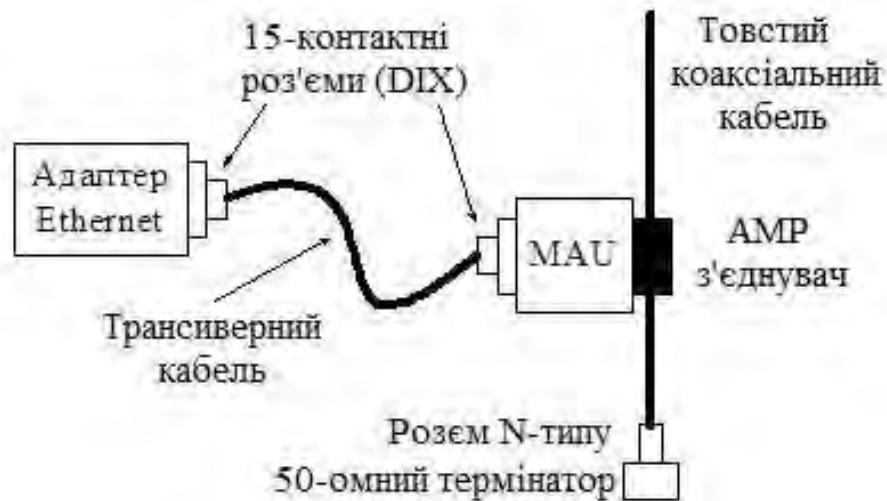 15-контактні
роз'єми (DIX)
Товстий
коаксіальний
кабель
Адаптер
Ethernet
MAU
AMP
з'єднувач
Трансиверний
кабель
Розєм N-типу
50-омний термінатор